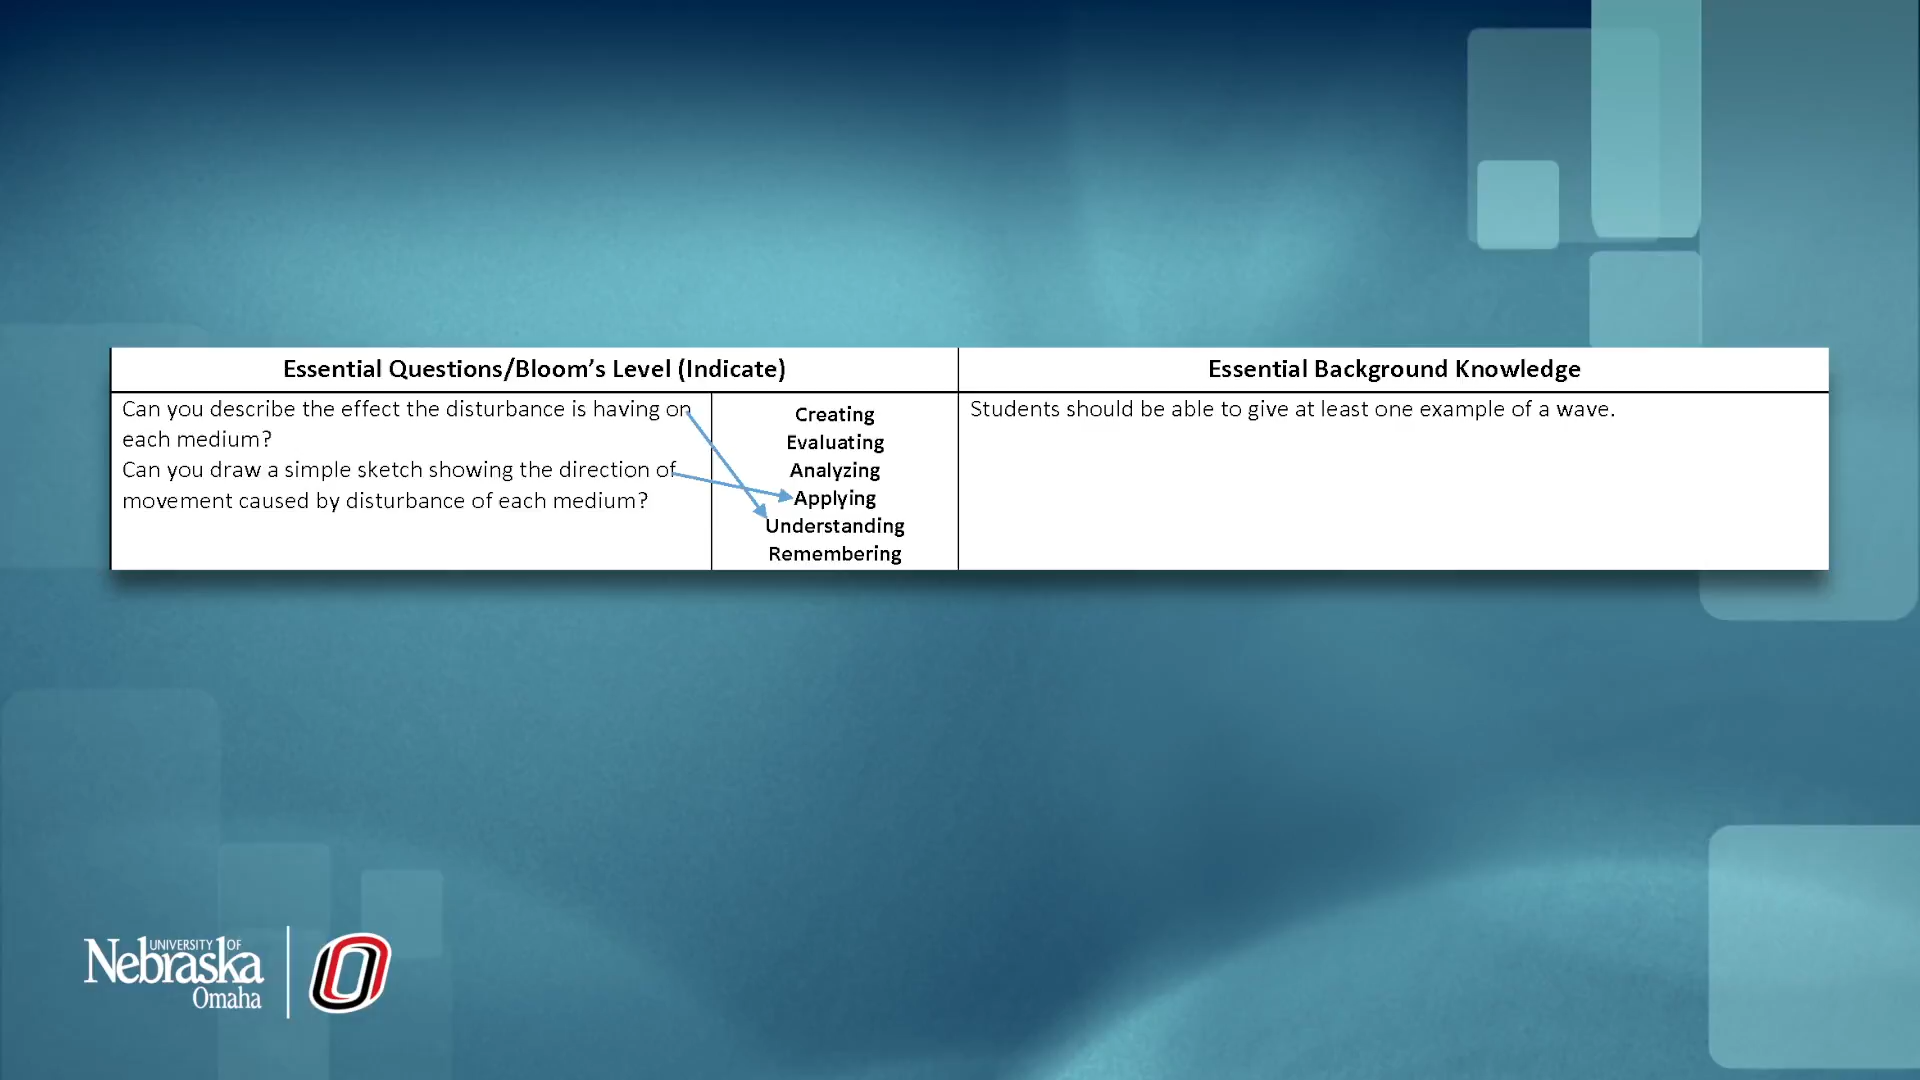 Essential Questions/Bloom's Level (Indicate)
Essential Background Knowledge
Can you describe the effect the disturbance is having on
each medium?
Can you draw a simple sketch showing the direction of
movement caused by disturbance of each medium?
Creating
Evaluating
Analyzing
Applying
Understanding
Remembering
Students should be able to give at least one example of a wave.
UNIVERSITY OF
Nebraska
Omaha
O